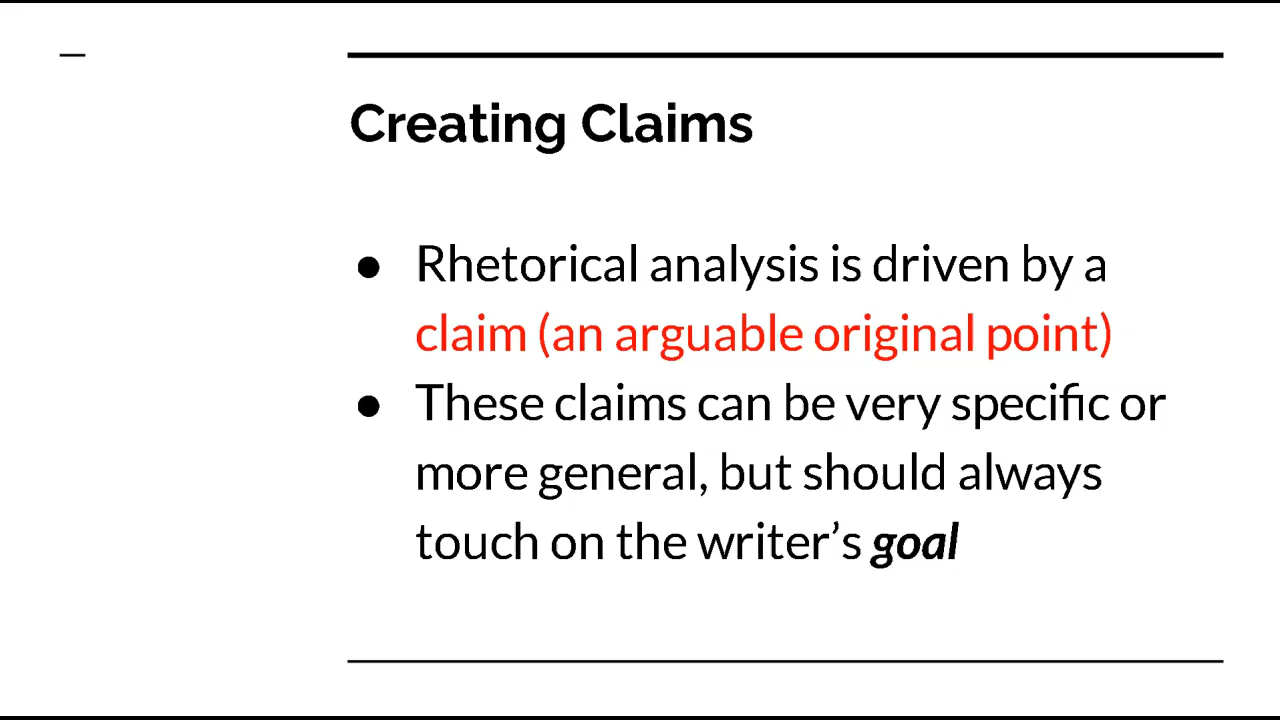 Creating Claims
● Rhetorical analysis is driven by a
claim (an arguable original point)
● These claims can be very specific or
more general, but should always
touch on the writer’s goal